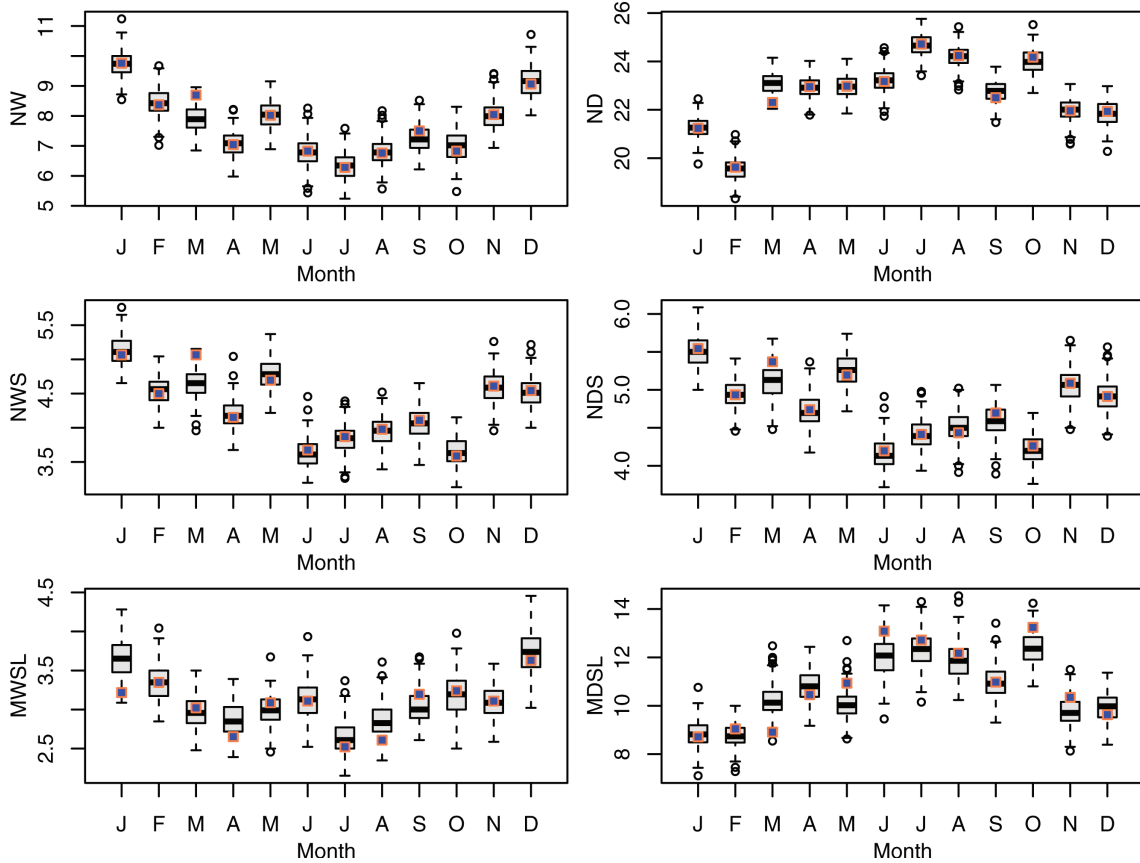 NW
11
9
8
7
6
5
J F M A M J J A S O N D
Month
ND
26
24
22
20
J F M A M J J A S O N D
Month
NWS
5.5
4.5
3.5
J F M A M J J A S O N D
Month
NDS
6.0
5.0
4.0
J F M A M J J A S O N D
Month
MWSL
4.5
3.5
2.5
J F M A M J J A S O N D
Month
MDSL
14
12
10
8
J F M A M J J A S O N D
Month